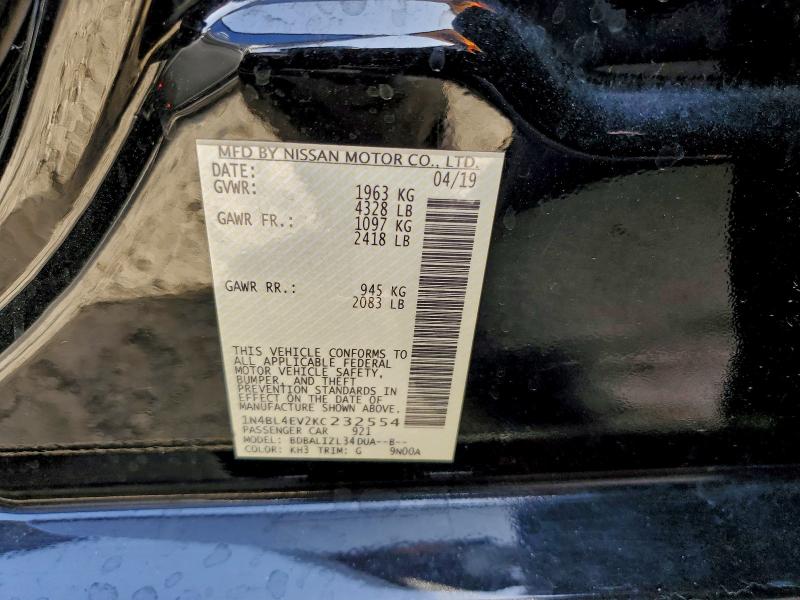 MFD BY NISSAN MOTOR CO., LTD.
DATE: 04/19
GVWR: 1963 KG
4328 LB
GAWR FR.: 1097 KG
2418 LB
GAWR RR.: 945 KG
2083 LB
THIS VEHICLE CONFORMS TO
ALL APPLICABLE FEDERAL
MOTOR VEHICLE SAFETY,
BUMPER, AND THEFT
PREVENTION STANDARDS IN
EFFECT ON THE DATE OF
MANUFACTURE SHOWN ABOVE.
1N4BL4EV2KC232554
PASSENGER CAR 921
MODEL: BDBALIZL34DUA--B--
COLOR: KH3 TRIM: G 9N00A